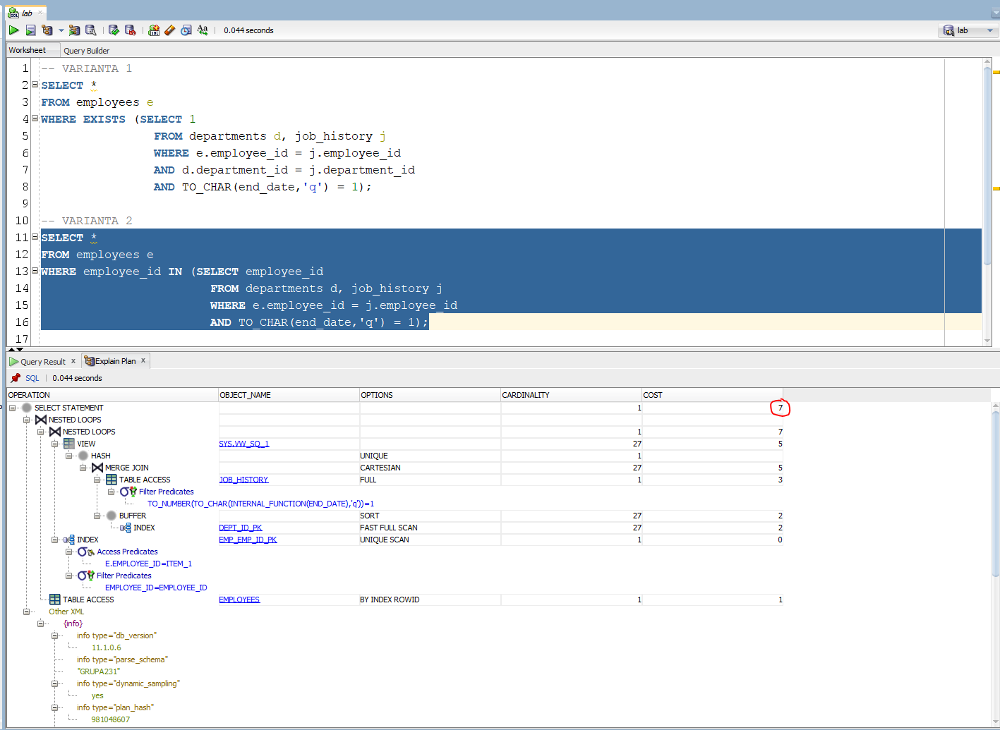 lab
0.044 seconds
lab
Worksheet Query Builder
1 -- VARIANTA 1
2 SELECT *
3 FROM employees e
4 WHERE EXISTS (SELECT 1
5 FROM departments d, job_history j
6 WHERE e.employee_id = j.employee_id
7 AND d.department_id = j.department_id
8 AND TO_CHAR(end_date,'q') = 1);
9
10 -- VARIANTA 2
11 SELECT *
12 FROM employees e
13 WHERE employee_id IN (SELECT employee_id
14 FROM departments d, job_history j
15 WHERE e.employee_id = j.employee_id
16 AND TO_CHAR(end_date,'q') = 1);
17
Query Result x Explain Plan x
SQL | 0.044 seconds
OPERATION OBJECT_NAME OPTIONS CARDINALITY COST
SELECT STATEMENT 1 7
NESTED LOOPS
NESTED LOOPS 1 7
VIEW SYS.VW_SQ_1 27 5
HASH UNIQUE 1
MERGE JOIN CARTESIAN 27 5
TABLE ACCESS JOB_HISTORY FULL 1 3
Filter Predicates
TO_NUMBER(TO_CHAR(INTERNAL_FUNCTION(END_DATE),'q'))=1
BUFFER SORT 27 2
INDEX DEPT_ID_PK FAST FULL SCAN 27 2
INDEX EMP_EMP_ID_PK UNIQUE SCAN 1 0
Access Predicates
E.EMPLOYEE_ID=ITEM_1
Filter Predicates
EMPLOYEE_ID=EMPLOYEE_ID
TABLE ACCESS EMPLOYEES BY INDEX ROWID 1 1
Other XML
{info}
info type="db_version"
11.1.0.6
info type="parse_schema"
"GRUPA231"
info type="dynamic_sampling"
yes
info type="plan_hash"
981048607